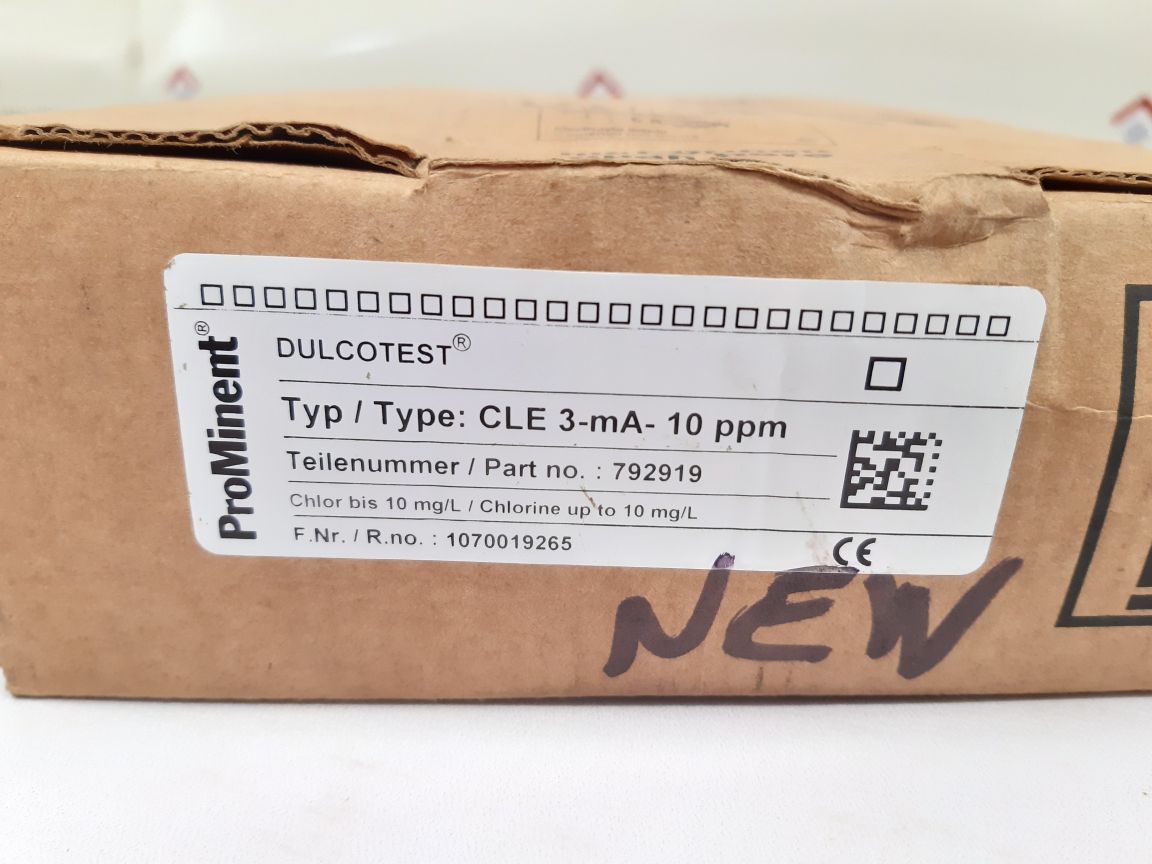 □□□□□□□□□□□□□□□□□□□□□□□□□□
ProMinent®
DULCOTEST®
Typ / Type: CLE 3-mA- 10 ppm
Teilenummer / Part no. : 792919
Chlor bis 10 mg/L / Chlorine up to 10 mg/L
F.Nr. / R.no. : 1070019265
CE
NEW